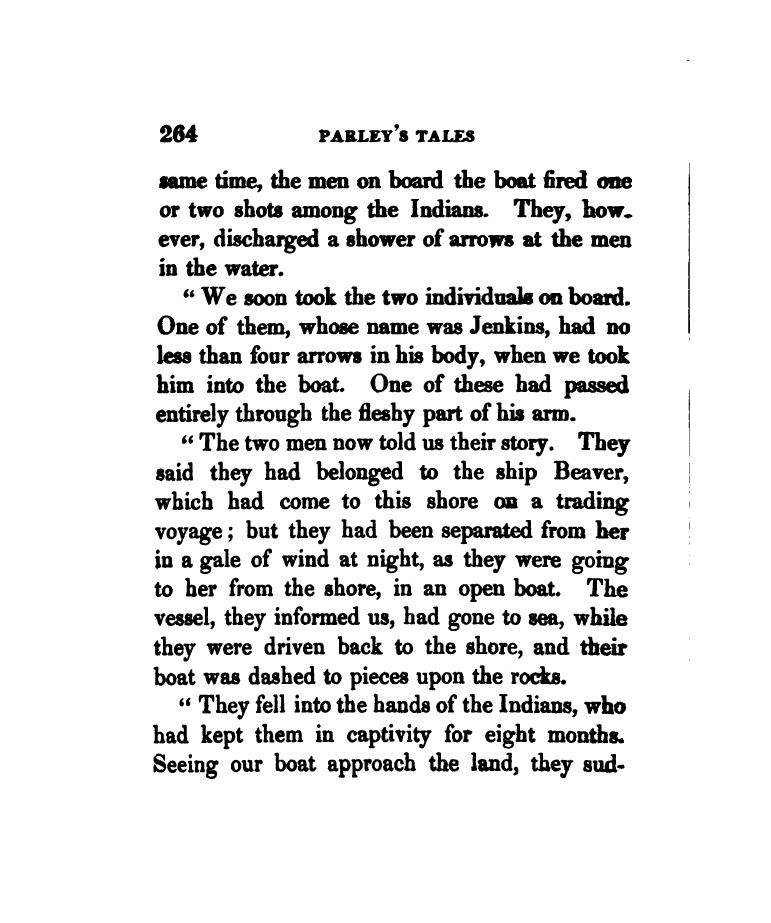 264 PARLEY'S TALES
same time, the men on board the boat fired one
or two shots among the Indians. They, how-
ever, discharged a shower of arrows at the men
in the water.
“ We soon took the two individuals on board.
One of them, whose name was Jenkins, had no
less than four arrows in his body, when we took
him into the boat. One of these had passed
entirely through the fleshy part of his arm.
“ The two men now told us their story. They
said they had belonged to the ship Beaver,
which had come to this shore on a trading
voyage ; but they had been separated from her
in a gale of wind at night, as they were going
to her from the shore, in an open boat. The
vessel, they informed us, had gone to sea, while
they were driven back to the shore, and their
boat was dashed to pieces upon the rocks.
“ They fell into the hands of the Indians, who
had kept them in captivity for eight months.
Seeing our boat approach the land, they sud-